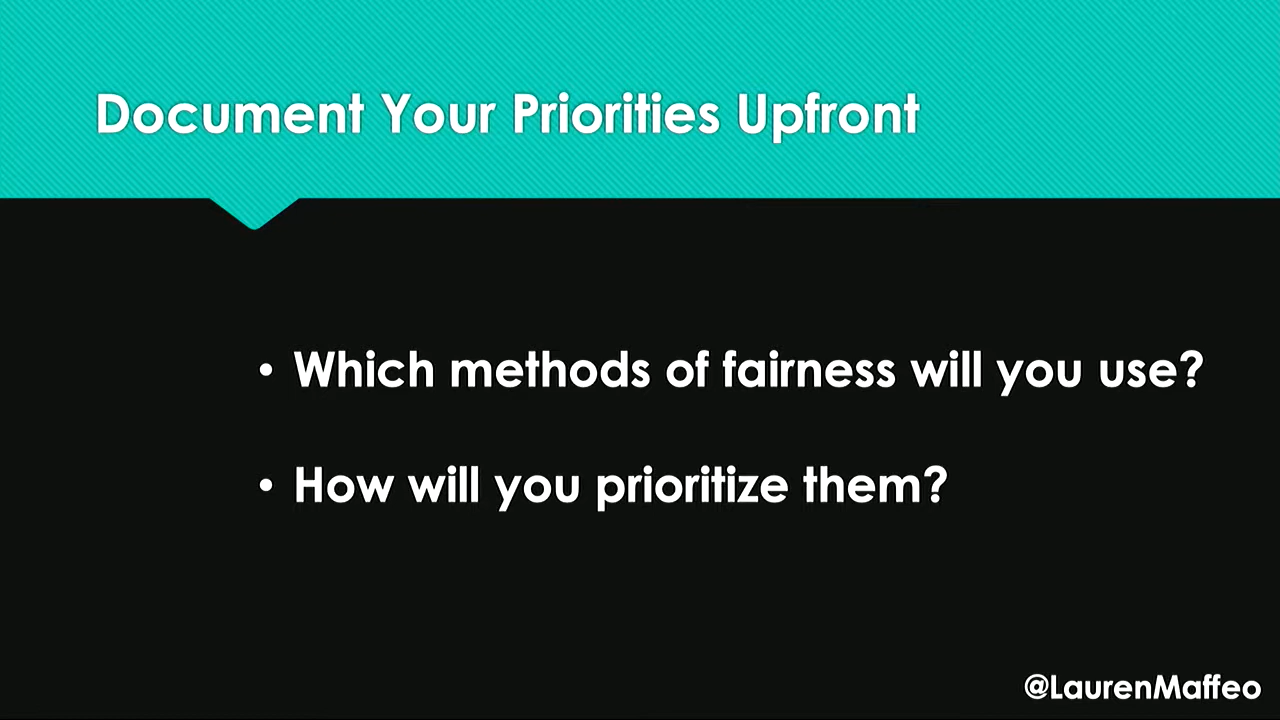 Document Your Priorities Upfront
• Which methods of fairness will you use?
• How will you prioritize them?
@LaurenMaffeo